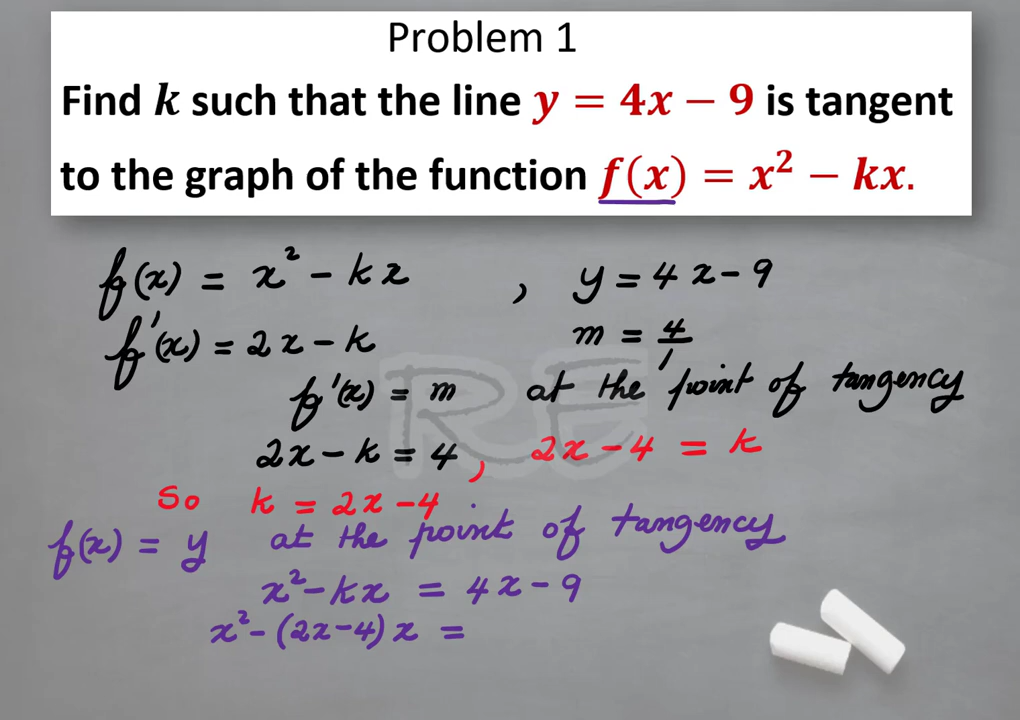 Problem 1
Find k such that the line y = 4x − 9 is tangent
to the graph of the function f(x) = x² − kx.
f(x) = x² − kx , y = 4x − 9
f'(x) = 2x − k m = 4/1
f'(x) = m at the point of tangency
2x − k = 4 , 2x − 4 = k
So k = 2x − 4
f(x) = y at the point of tangency
x² − kx = 4x − 9
x² − (2x − 4) x =
RE